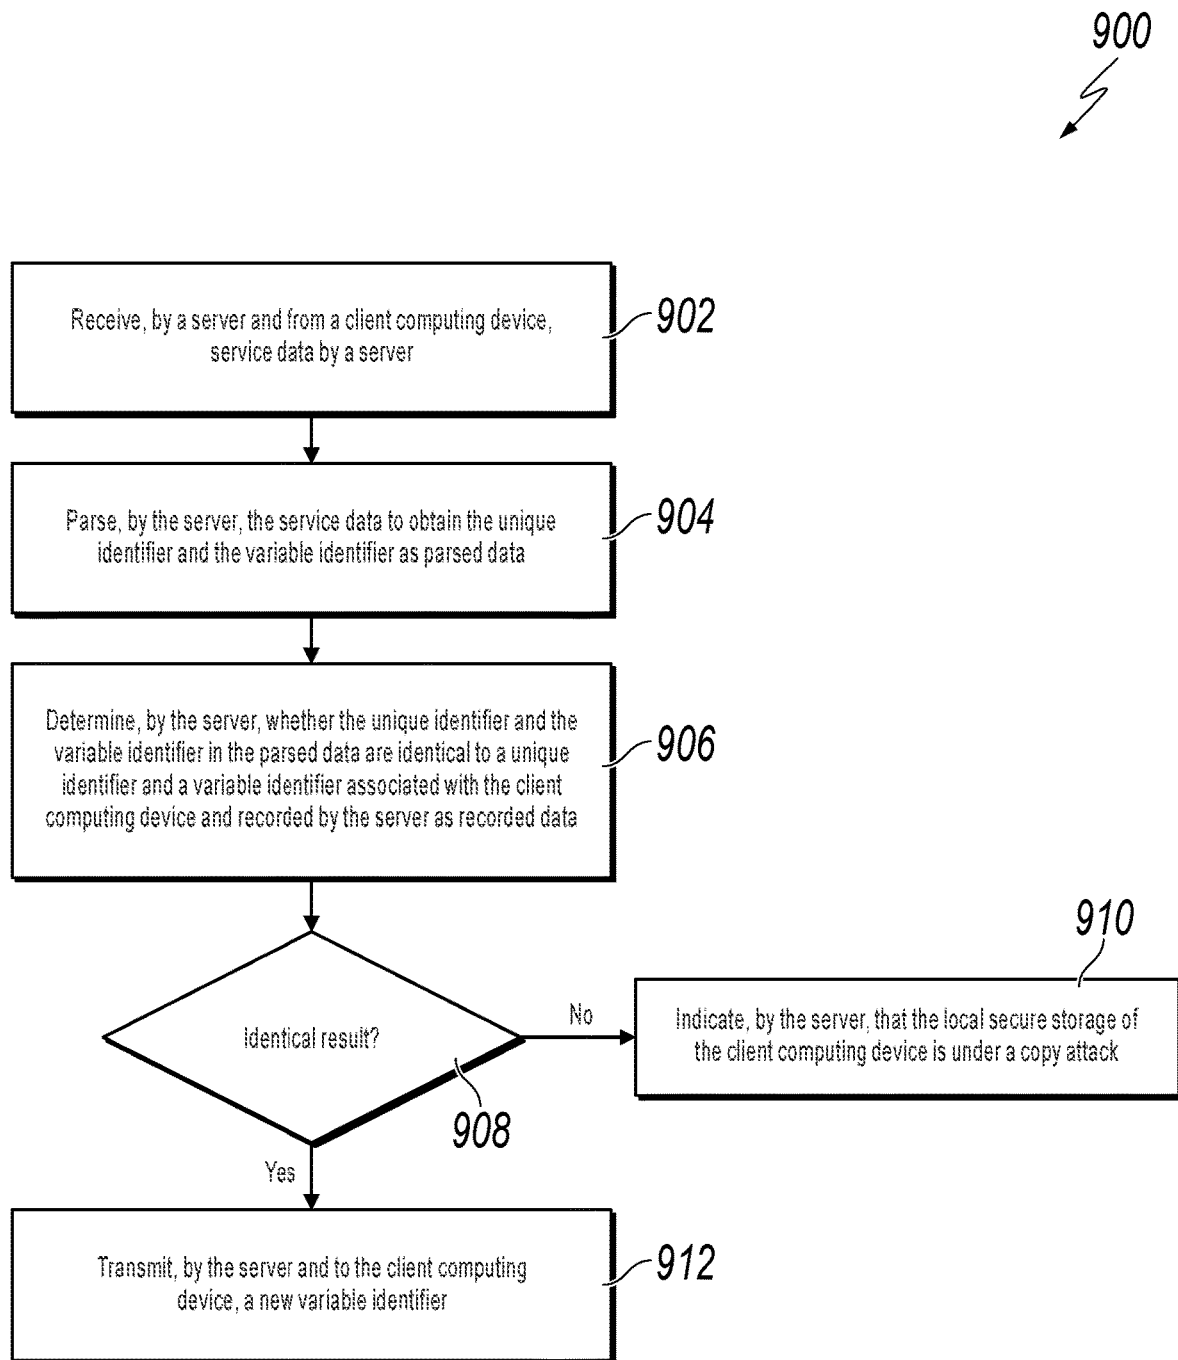 900
Receive, by a server and from a client computing device,
service data by a server
902
Parse, by the server, the service data to obtain the unique
identifier and the variable identifier as parsed data
904
Determine, by the server, whether the unique identifier and the
variable identifier in the parsed data are identical to a unique
identifier and a variable identifier associated with the client
computing device and recorded by the server as recorded data
906
Identical result?
908
No
910
Indicate, by the server, that the local secure storage of
the client computing device is under a copy attack
Yes
Transmit, by the server and to the client computing
device, a new variable identifier
912